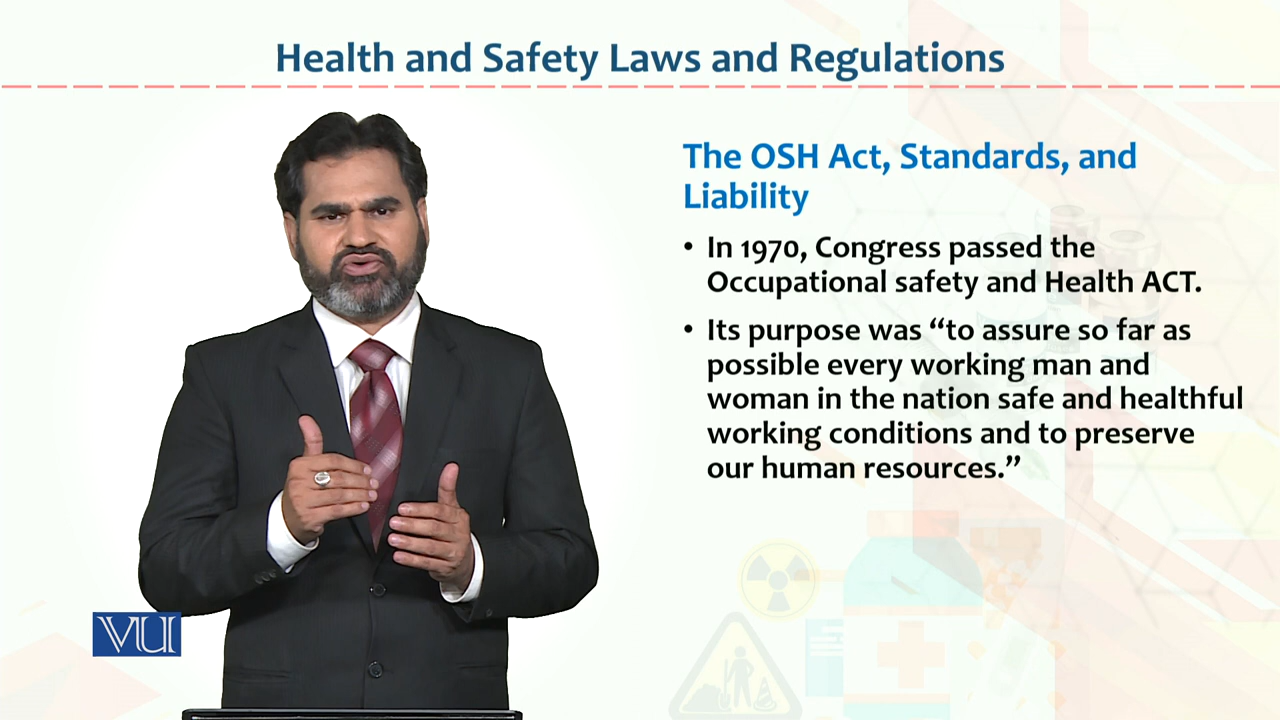 Health and Safety Laws and Regulations
The OSH Act, Standards, and
Liability
• In 1970, Congress passed the
Occupational safety and Health ACT.
• Its purpose was “to assure so far as
possible every working man and
woman in the nation safe and healthful
working conditions and to preserve
our human resources.”
VU